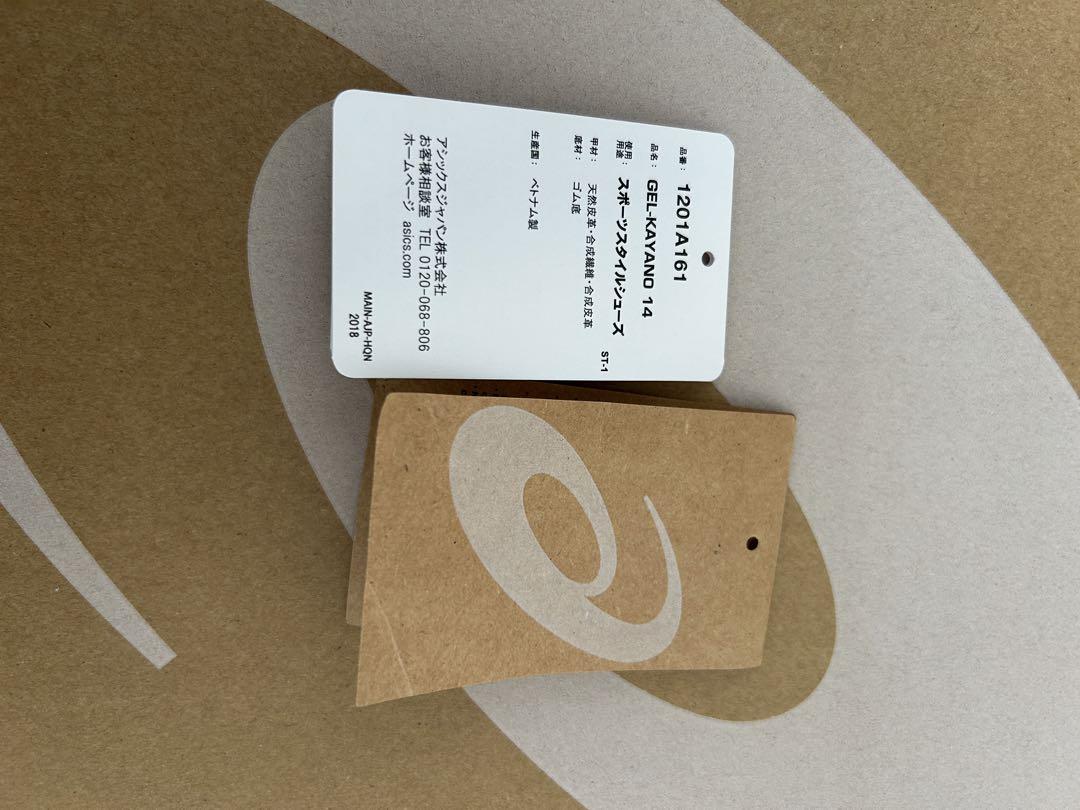 品番： 1201A161
品名： GEL-KAYANO 14
使用用途： スポーツスタイルシューズ
ST-1
甲材： 天然皮革・合成繊維・合成皮革
底材： ゴム底
生産国： ベトナム製
アシックスジャパン株式会社
お客様相談室 TEL 0120-068-806
ホームページ asics.com
MAIN-AJP-HQN
2018